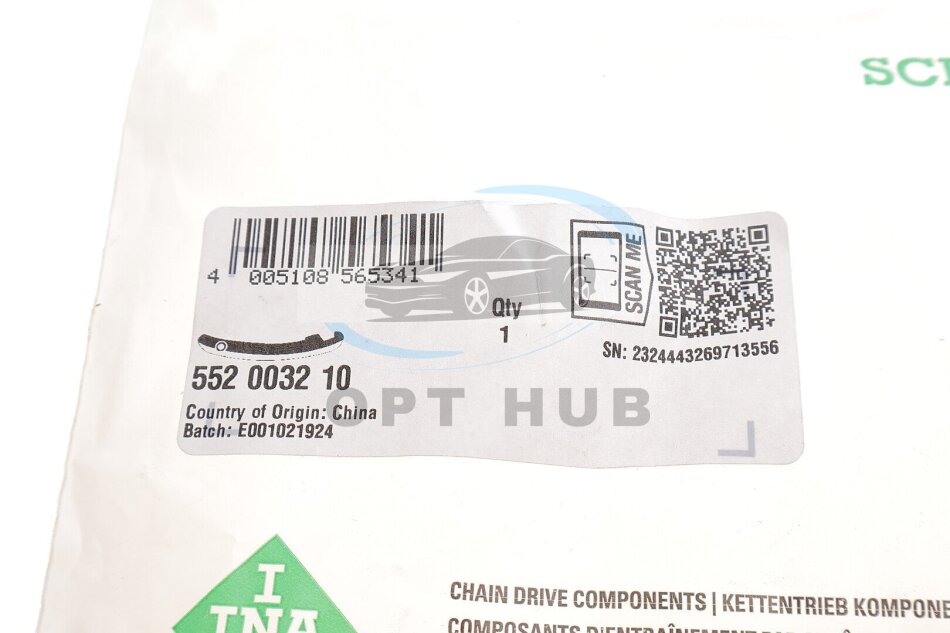 SC
4 005108 565341
Qty
1
SCAN ME
SN: 2324443269713556
552 0032 10
Country of Origin: China
Batch: E001021924
OPT HUB
I
INA
CHAIN DRIVE COMPONENTS | KETTENTRIEB KOMPONE
COMPOSANTS